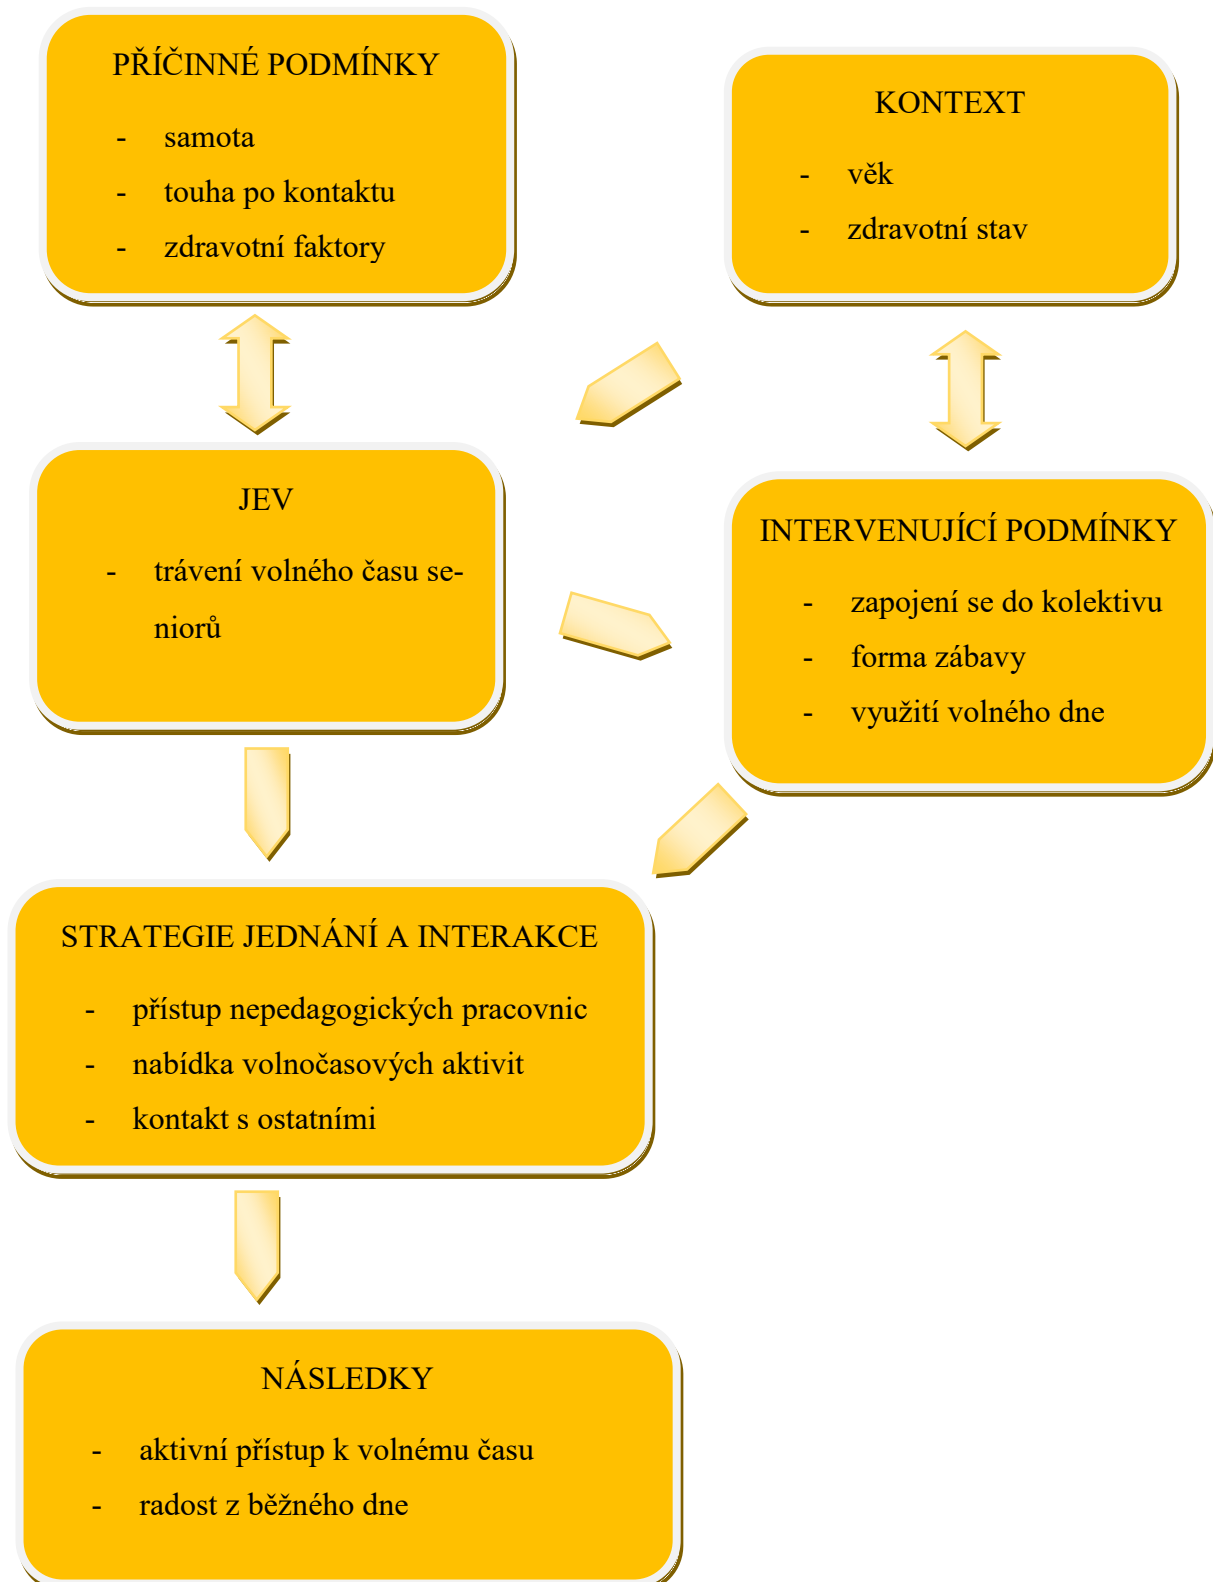 PŘÍČINNÉ PODMÍNKY
- samota
- touha po kontaktu
- zdravotní faktory
KONTEXT
- věk
- zdravotní stav
JEV
- trávení volného času se-
niorů
INTERVENUJÍCÍ PODMÍNKY
- zapojení se do kolektivu
- forma zábavy
- využití volného dne
STRATEGIE JEDNÁNÍ A INTERAKCE
- přístup nepedagogických pracovnic
- nabídka volnočasových aktivit
- kontakt s ostatními
NÁSLEDKY
- aktivní přístup k volnému času
- radost z běžného dne